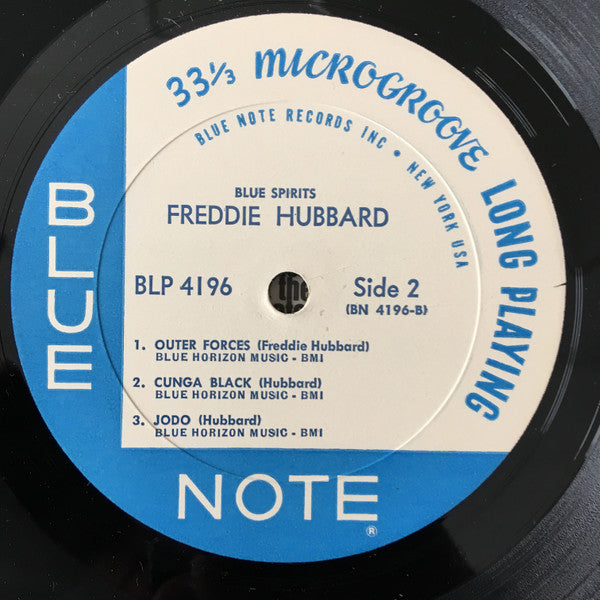 33⅓ MICROGROOVE LONG PLAYING
BLUE NOTE RECORDS INC • NEW YORK USA
BLUE SPIRITS
FREDDIE HUBBARD
BLP 4196
Side 2
(BN 4196-B)
the
1. OUTER FORCES (Freddie Hubbard)
BLUE HORIZON MUSIC - BMI
2. CUNGA BLACK (Hubbard)
BLUE HORIZON MUSIC - BMI
3. JODO (Hubbard)
BLUE HORIZON MUSIC - BMI
BLUE
NOTE
®